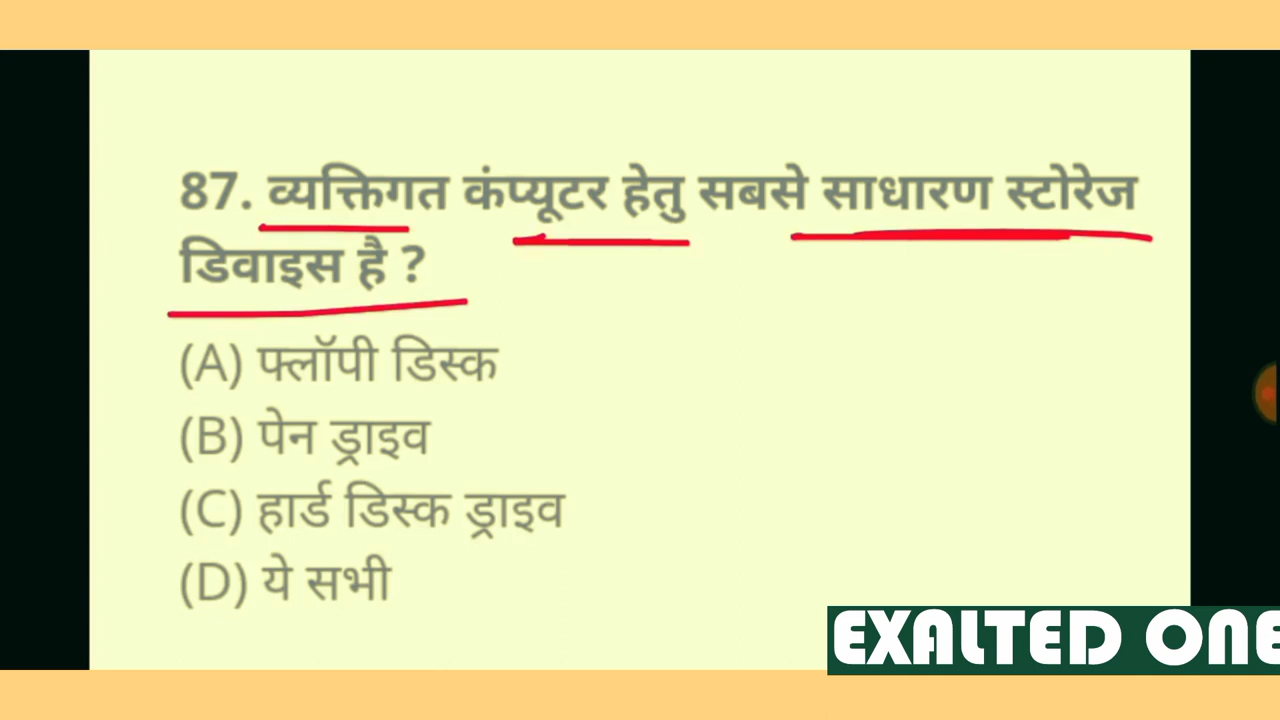 87. व्यक्तिगत कंप्यूटर हेतु सबसे साधारण स्टोरेज
डिवाइस है ?
(A) फ्लॉपी डिस्क
(B) पेन ड्राइव
(C) हार्ड डिस्क ड्राइव
(D) ये सभी
EXALTED ONE